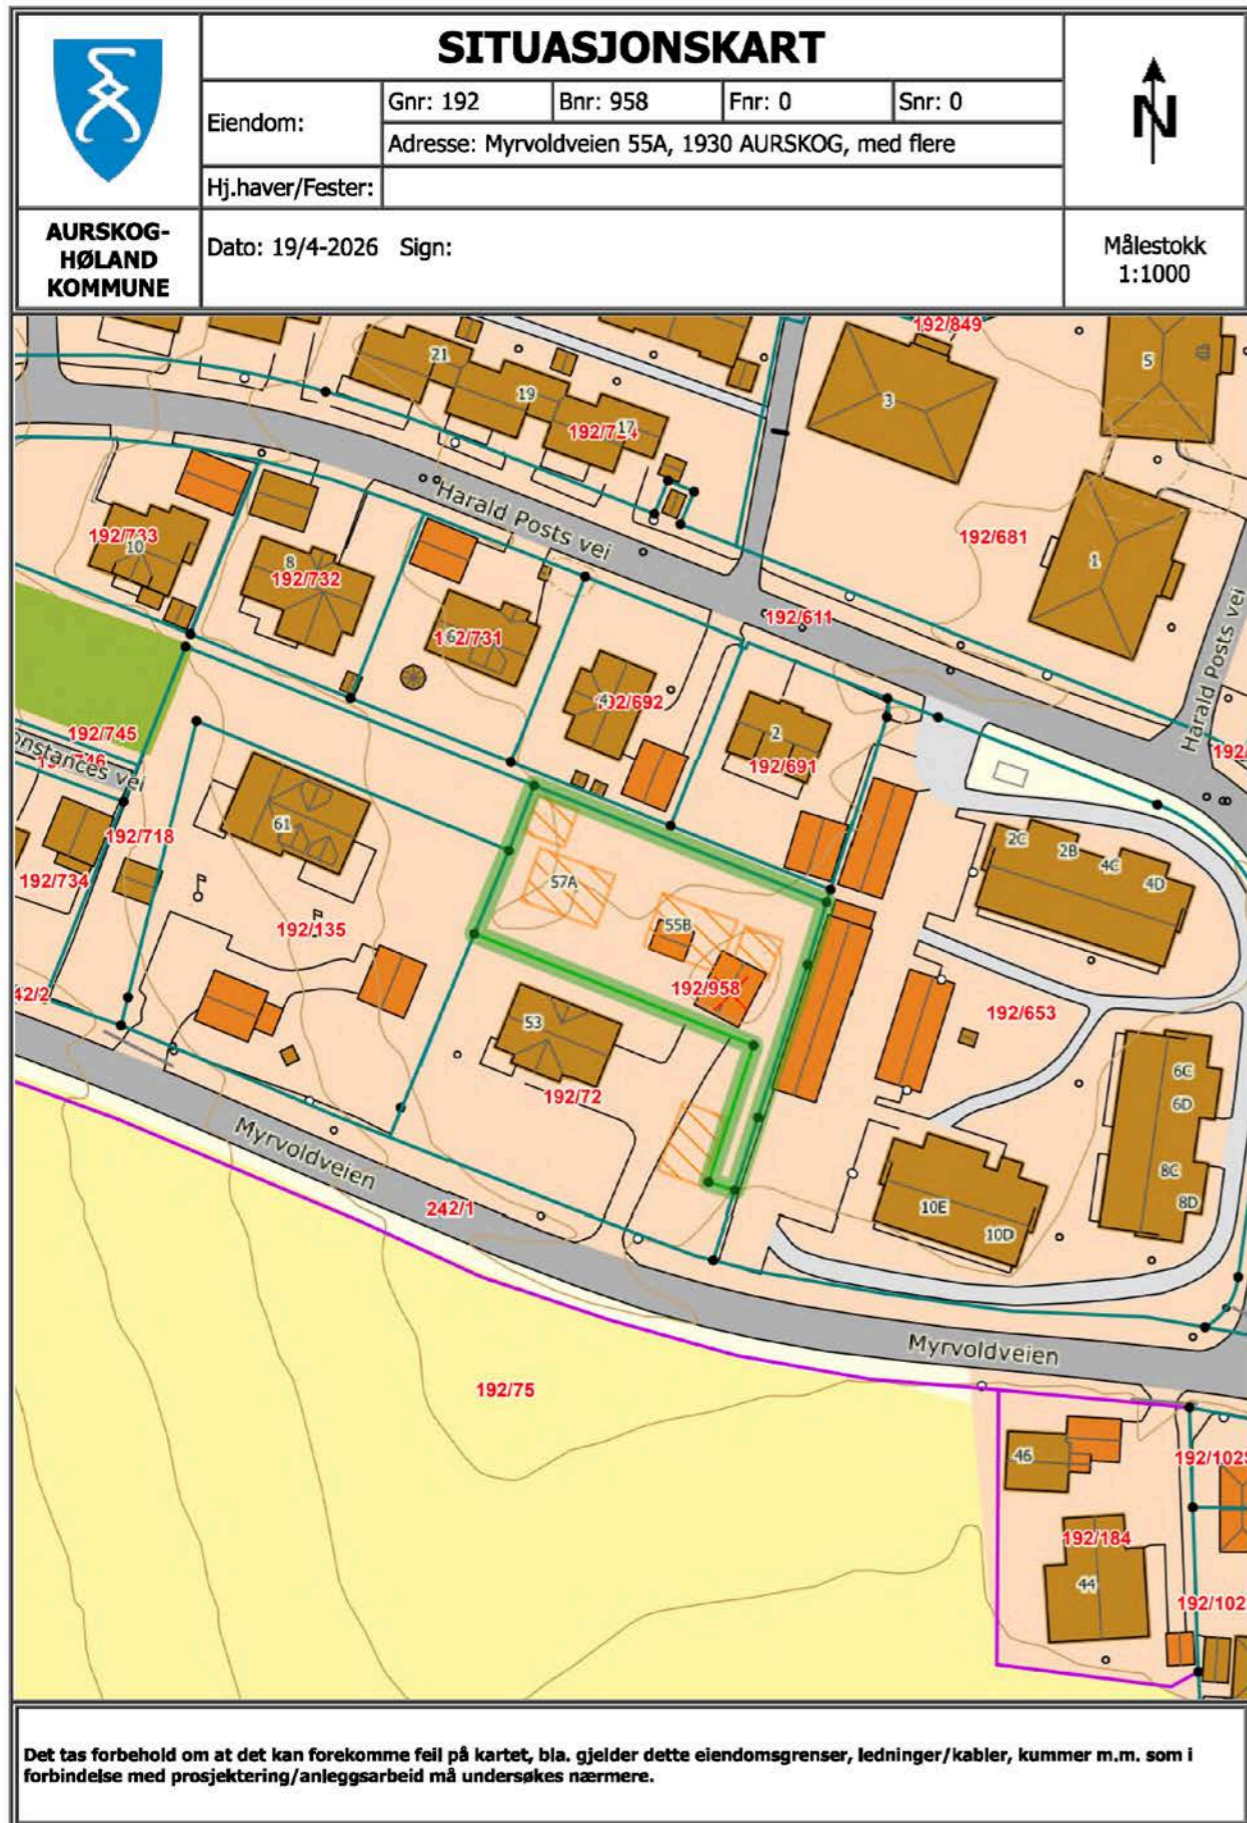 SITUASJONSKART
Eiendom:
Gnr: 192
Bnr: 958
Fnr: 0
Snr: 0
Adresse: Myrvoldveien 55A, 1930 AURSKOG, med flere
Hj.haver/Fester:
N
AURSKOG-
HØLAND
KOMMUNE
Dato: 19/4-2026 Sign:
Målestokk
1:1000
192/849
21
19
17
3
5
Harald Posts vei
192/733
10
8
192/732
6
192/731
192/681
1
192/611
Harald Posts vei
4
192/692
2
192/691
192/745
192/718
192/734
61
192/135
57A
55B
192/958
53
192/72
2C
2B
4C
4D
192/653
6C
6D
8C
8D
10E
10D
Myrvoldveien
242/1
Myrvoldveien
192/75
46
192/184
44
Det tas forbehold om at det kan forekomme feil på kartet, bla. gjelder dette eiendomsgrenser, ledninger/kabler, kummer m.m. som i
forbindelse med prosjektering/anleggsarbeid må undersøkes nærmere.